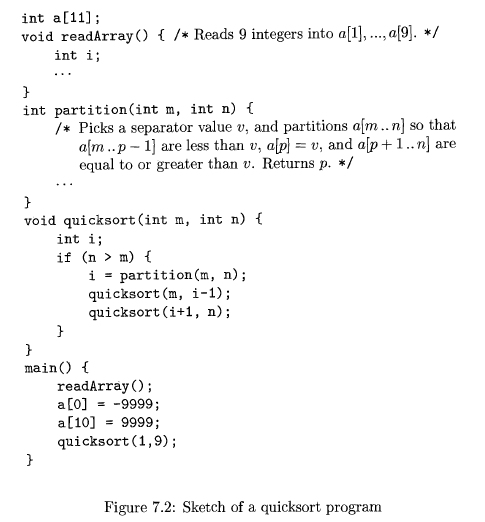 int a[11];
void readArray() { /* Reads 9 integers into a[1], ..., a[9]. */
int i;
...
}
int partition(int m, int n) {
/* Picks a separator value v, and partitions a[m..n] so that
a[m..p − 1] are less than v, a[p] = v, and a[p + 1..n] are
equal to or greater than v. Returns p. */
...
}
void quicksort(int m, int n) {
int i;
if (n > m) {
i = partition(m, n);
quicksort(m, i-1);
quicksort(i+1, n);
}
}
main() {
readArray();
a[0] = -9999;
a[10] = 9999;
quicksort(1,9);
}
Figure 7.2: Sketch of a quicksort program